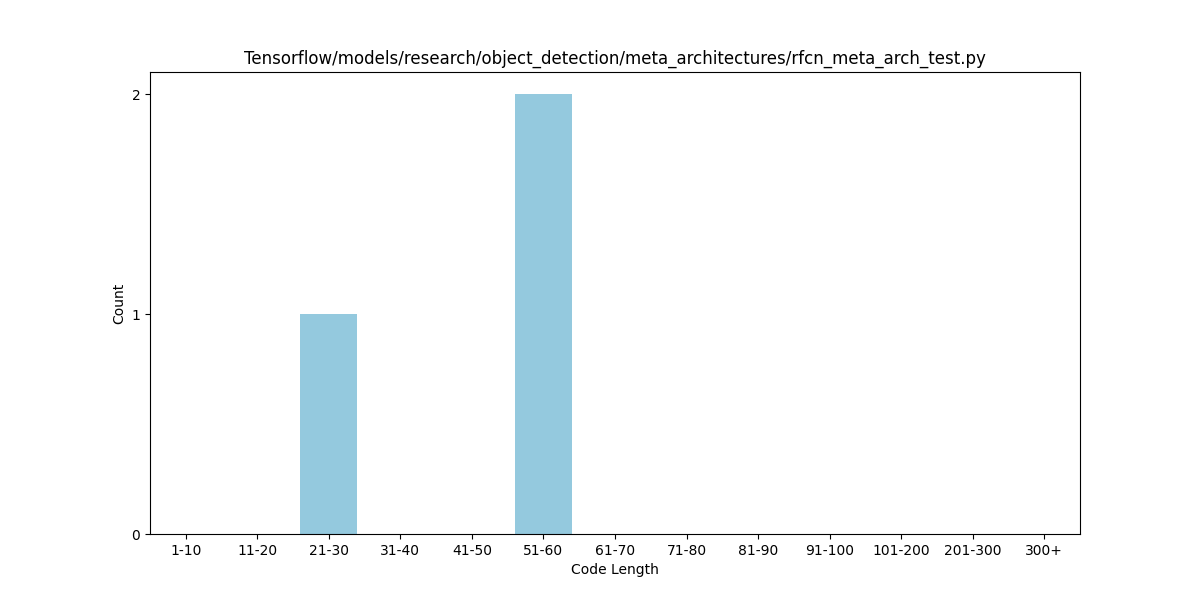 Tensorflow/models/research/object_detection/meta_architectures/rfcn_meta_arch_test.py
2
Count
1
0
1-10 11-20 21-30 31-40 41-50 51-60 61-70 71-80 81-90 91-100 101-200 201-300 300+
Code Length